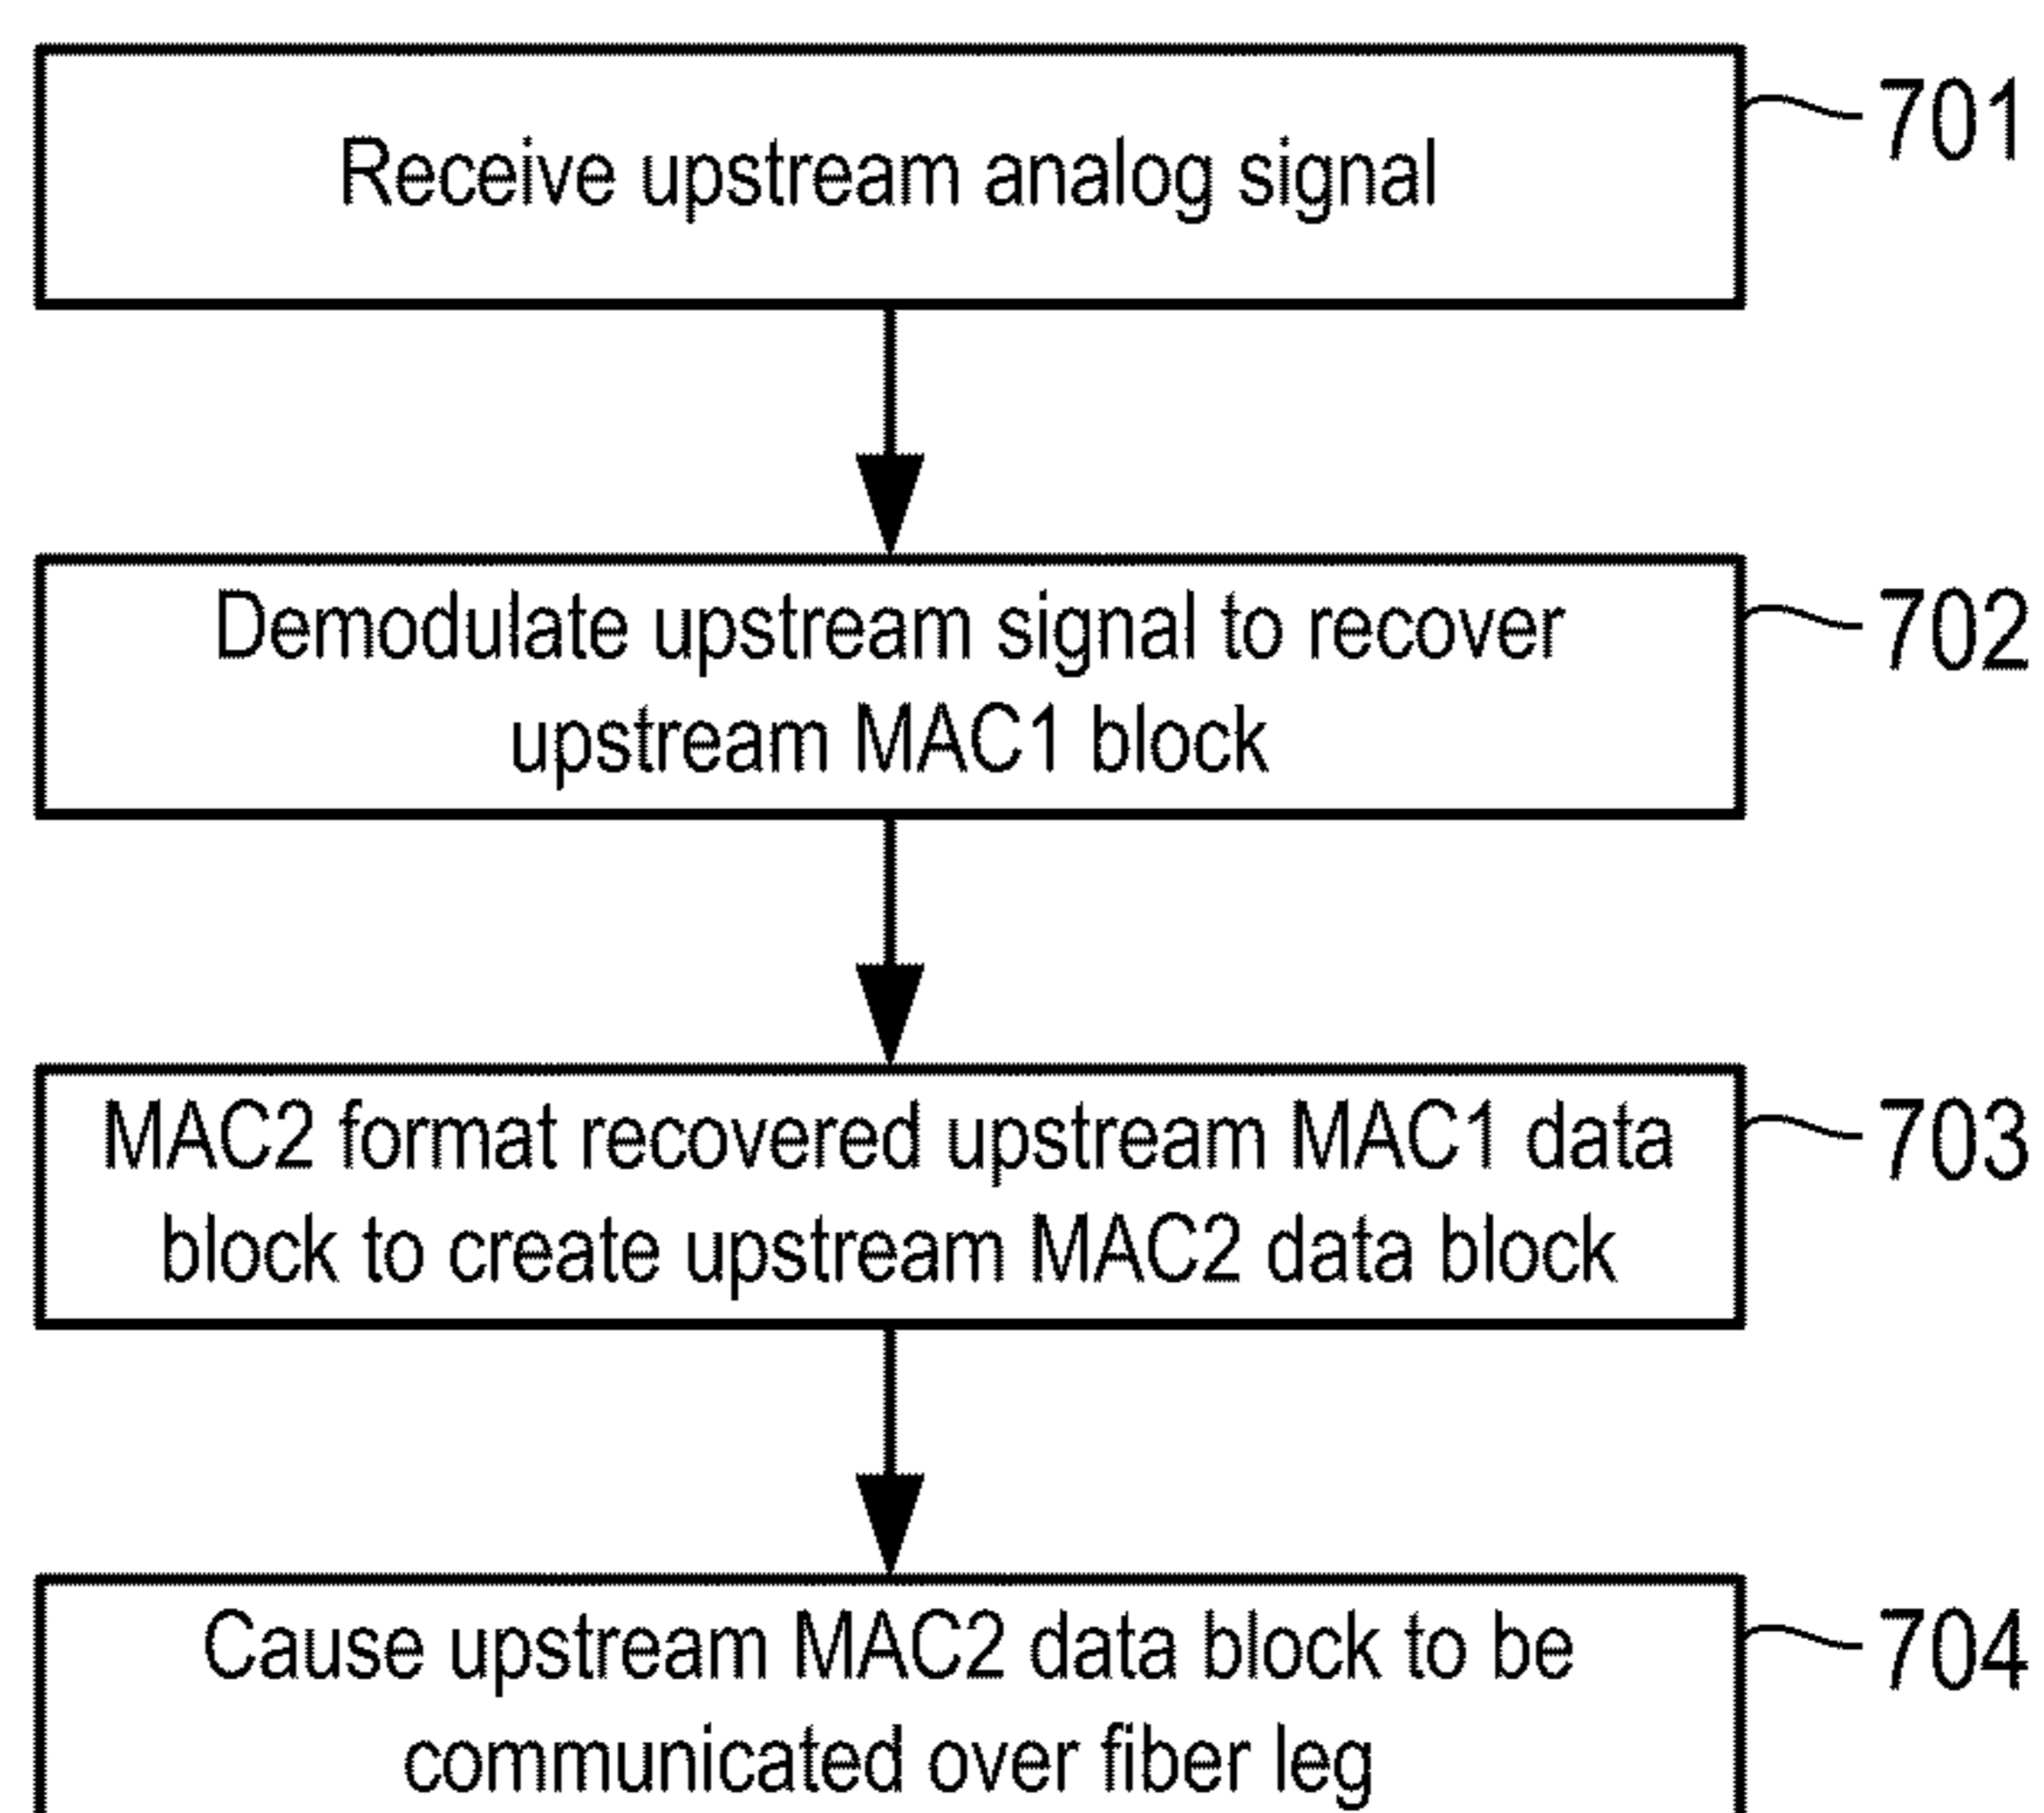 Receive upstream analog signal
701
Demodulate upstream signal to recover
upstream MAC1 block
702
MAC2 format recovered upstream MAC1 data
block to create upstream MAC2 data block
703
Cause upstream MAC2 data block to be
communicated over fiber leg
704